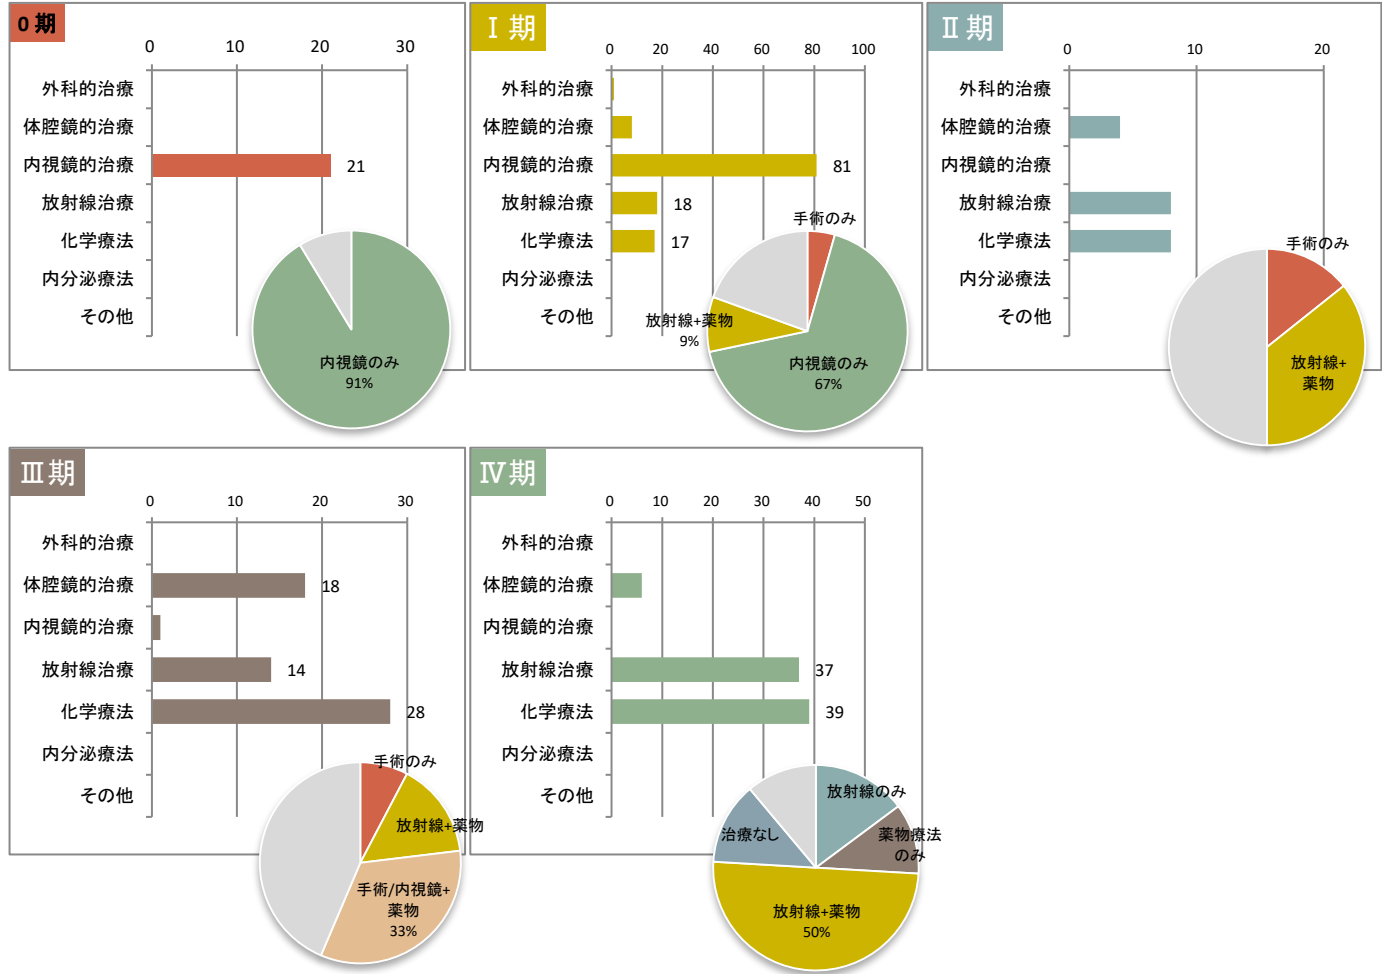 0 期
0 10 20 30
外科的治療
体腔鏡的治療
内視鏡的治療 21
放射線治療
化学療法
内分泌療法
その他
内視鏡のみ
91%
Ⅰ 期
0 20 40 60 80 100
外科的治療
体腔鏡的治療
内視鏡的治療 81
放射線治療 18
化学療法 17
内分泌療法
その他
手術のみ
放射線+薬物
9%
内視鏡のみ
67%
Ⅱ 期
0 10 20
外科的治療
体腔鏡的治療
内視鏡的治療
放射線治療
化学療法
内分泌療法
その他
手術のみ
放射線+
薬物
Ⅲ 期
0 10 20 30
外科的治療
体腔鏡的治療 18
内視鏡的治療
放射線治療 14
化学療法 28
内分泌療法
その他
手術のみ
放射線+薬物
手術/内視鏡+
薬物
33%
Ⅳ 期
0 10 20 30 40 50
外科的治療
体腔鏡的治療
内視鏡的治療
放射線治療 37
化学療法 39
内分泌療法
その他
放射線のみ
治療なし
薬物療法
のみ
放射線+薬物
50%